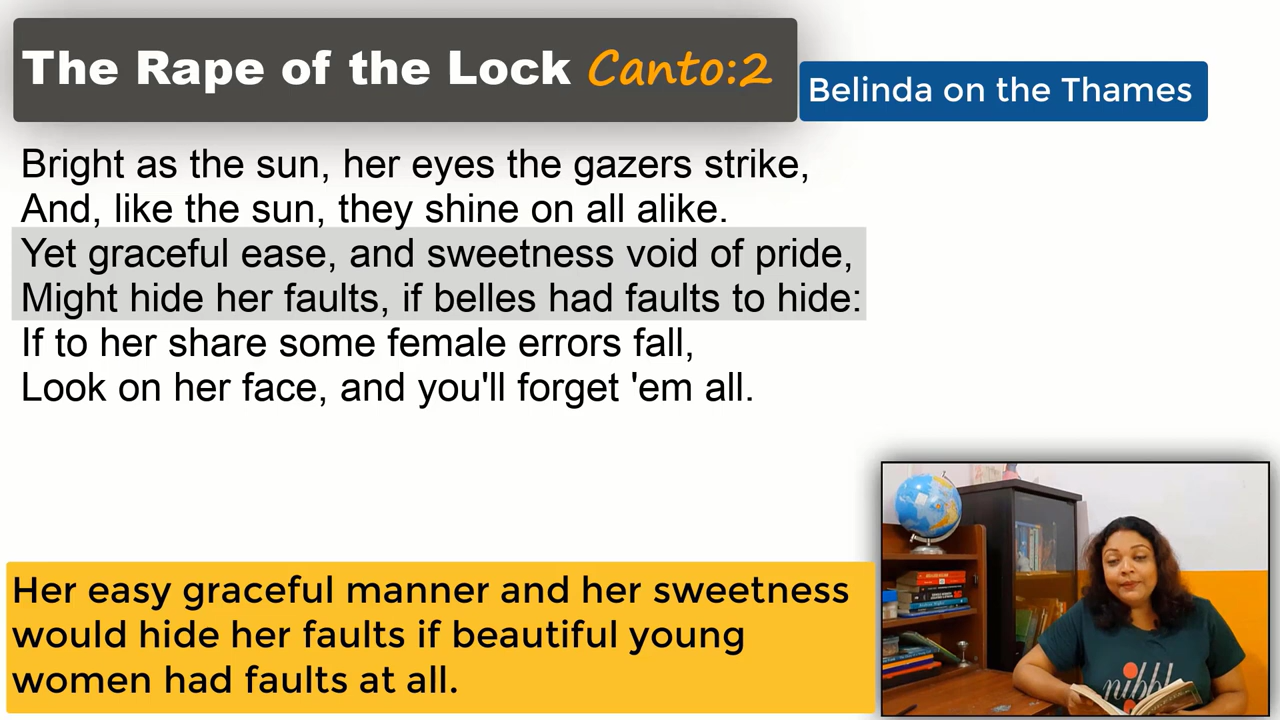 The Rape of the Lock Canto:2
Belinda on the Thames
Bright as the sun, her eyes the gazers strike,
And, like the sun, they shine on all alike.
Yet graceful ease, and sweetness void of pride,
Might hide her faults, if belles had faults to hide:
If to her share some female errors fall,
Look on her face, and you'll forget 'em all.
Her easy graceful manner and her sweetness
would hide her faults if beautiful young
women had faults at all.